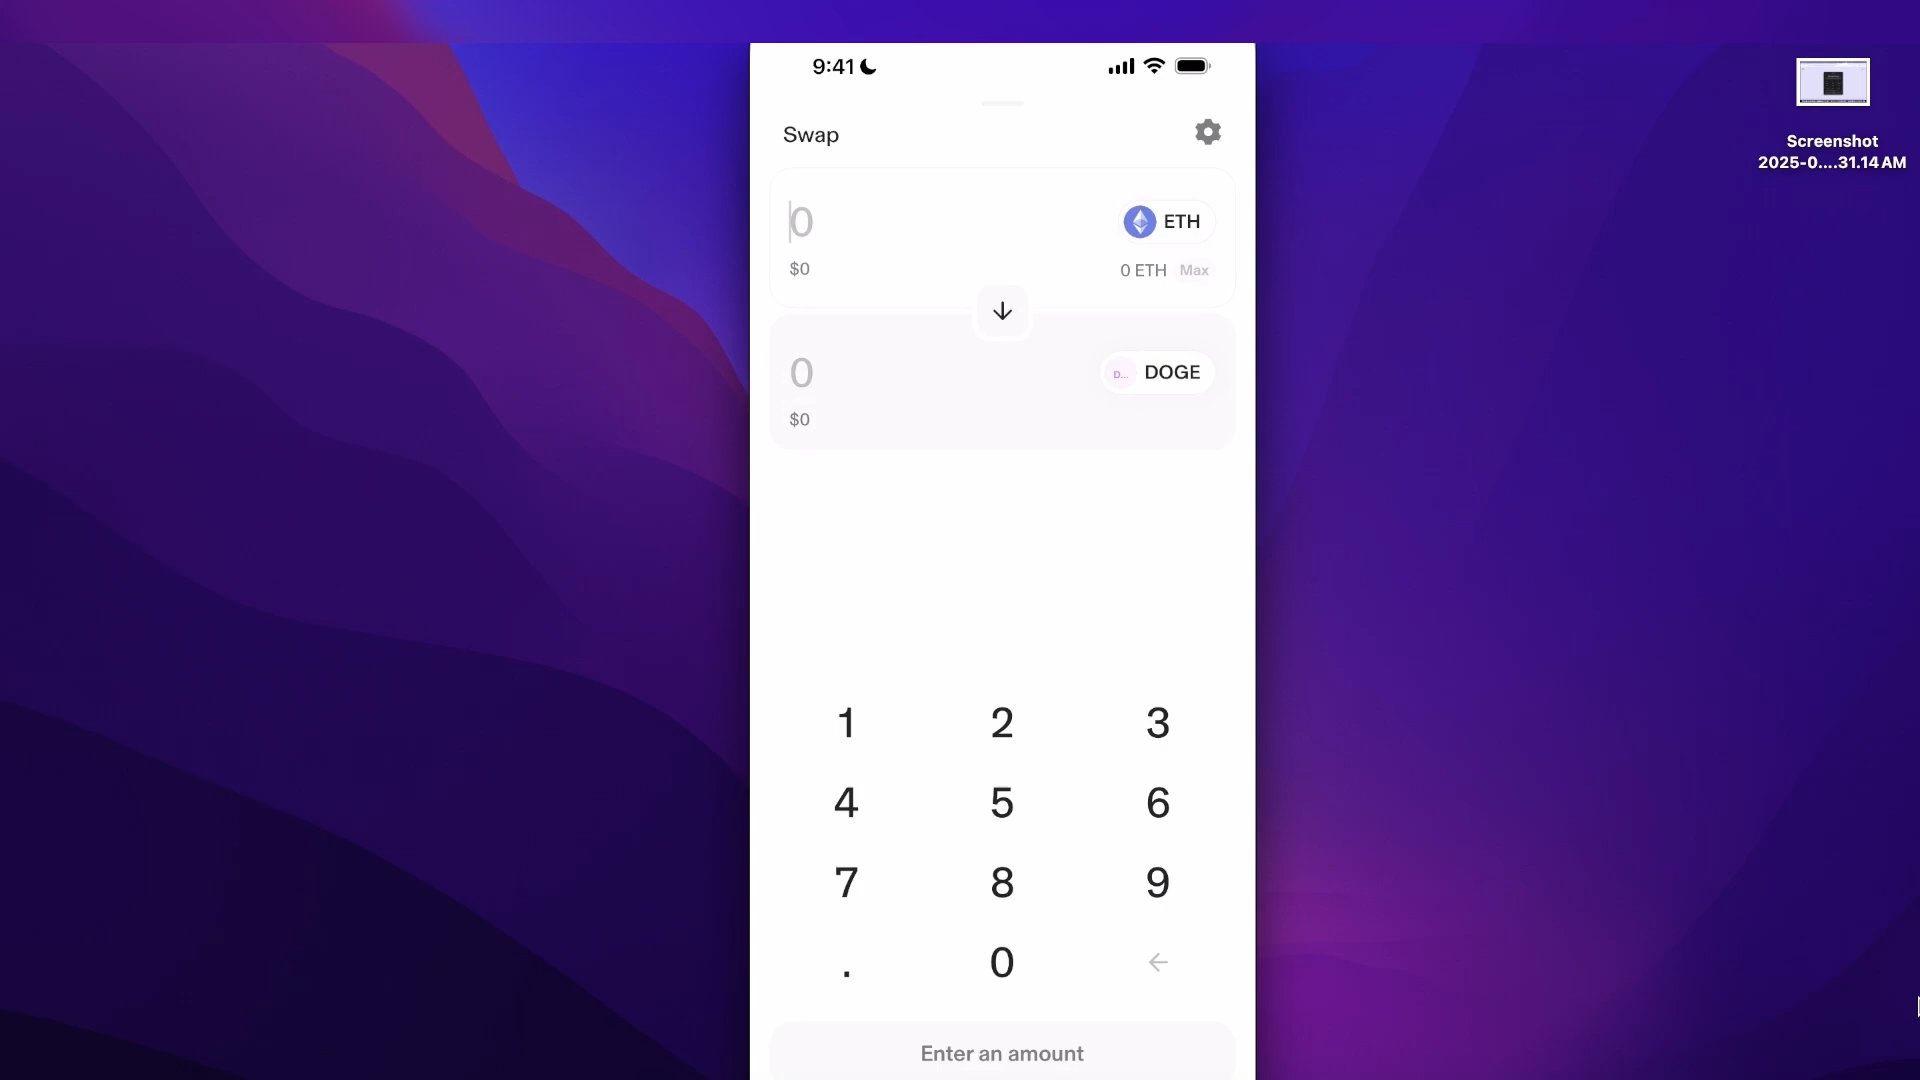 9:41
Swap
0
ETH
$0
0 ETH Max
0
D...
DOGE
$0
1 2 3
4 5 6
7 8 9
. 0
Enter an amount
Screenshot
2025-0....31.14 AM